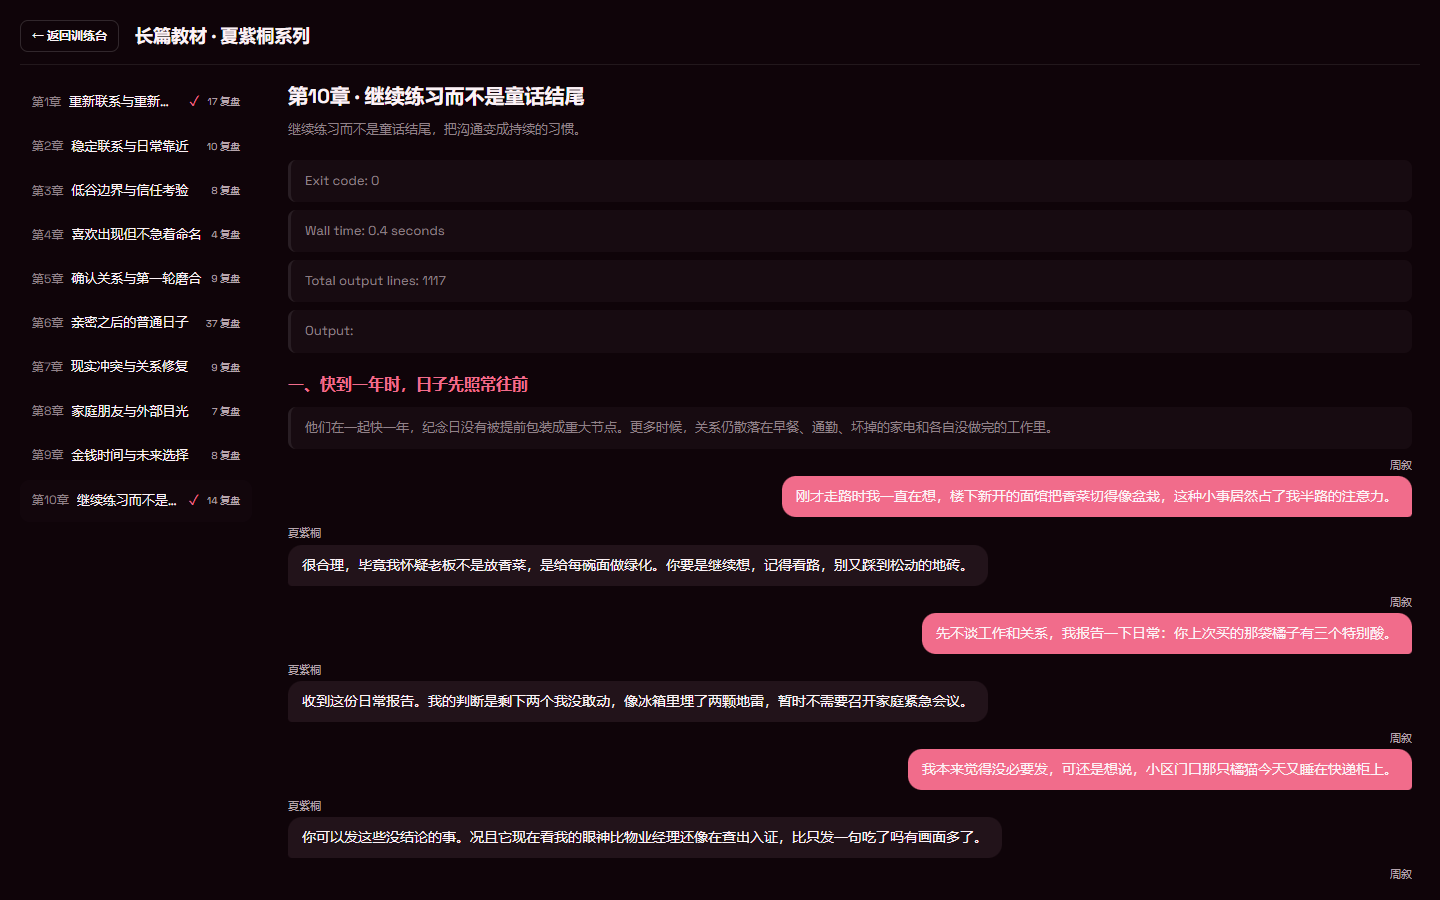 ← 返回训练台
长篇教材 · 夏紫桐系列
第1章 重新联系与重新... ✓ 17 复盘
第2章 稳定联系与日常靠近 10 复盘
第3章 低谷边界与信任考验 8 复盘
第4章 喜欢出现但不急着命名 4 复盘
第5章 确认关系与第一轮磨合 9 复盘
第6章 亲密之后的普通日子 37 复盘
第7章 现实冲突与关系修复 9 复盘
第8章 家庭朋友与外部目光 7 复盘
第9章 金钱时间与未来选择 8 复盘
第10章 继续练习而不是... ✓ 14 复盘
第10章 · 继续练习而不是童话结尾
继续练习而不是童话结尾，把沟通变成持续的习惯。
Exit code: 0
Wall time: 0.4 seconds
Total output lines: 1117
Output:
一、快到一年时，日子先照常往前
他们在一起快一年，纪念日没有被提前包装成重大节点。更多时候，关系仍散落在早餐、通勤、坏掉的家电和各自没做完的工作里。
周叙
刚才走路时我一直在想，楼下新开的面馆把香菜切得像盆栽，这种小事居然占了我半路的注意力。
夏紫桐
很合理，毕竟我怀疑老板不是放香菜，是给每碗面做绿化。你要是继续想，记得看路，别又踩到松动的地砖。
周叙
先不谈工作和关系，我报告一下日常：你上次买的那袋橘子有三个特别酸。
夏紫桐
收到这份日常报告。我的判断是剩下两个我没敢动，像冰箱里埋了两颗地雷，暂时不需要召开家庭紧急会议。
周叙
我本来觉得没必要发，可还是想说，小区门口那只橘猫今天又睡在快递柜上。
夏紫桐
你可以发这些没结论的事。况且它现在看我的眼神比物业经理还像在查出入证，比只发一句吃了吗有画面多了。
周叙